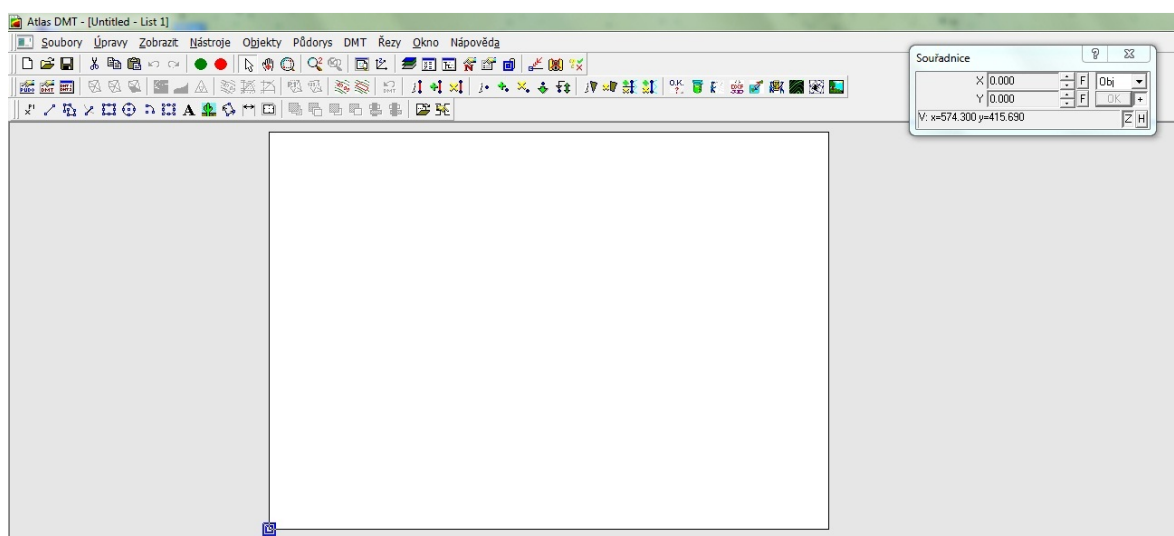 Atlas DMT - [Untitled - List 1]
Soubory Úpravy Zobrazit Nástroje Objekty Půdorys DMT Řezy Okno Nápověda
Souřadnice
X 0.000 F Obj
Y 0.000 F OK +
V: x=574.300 y=415.690 Z H
A
O.K.